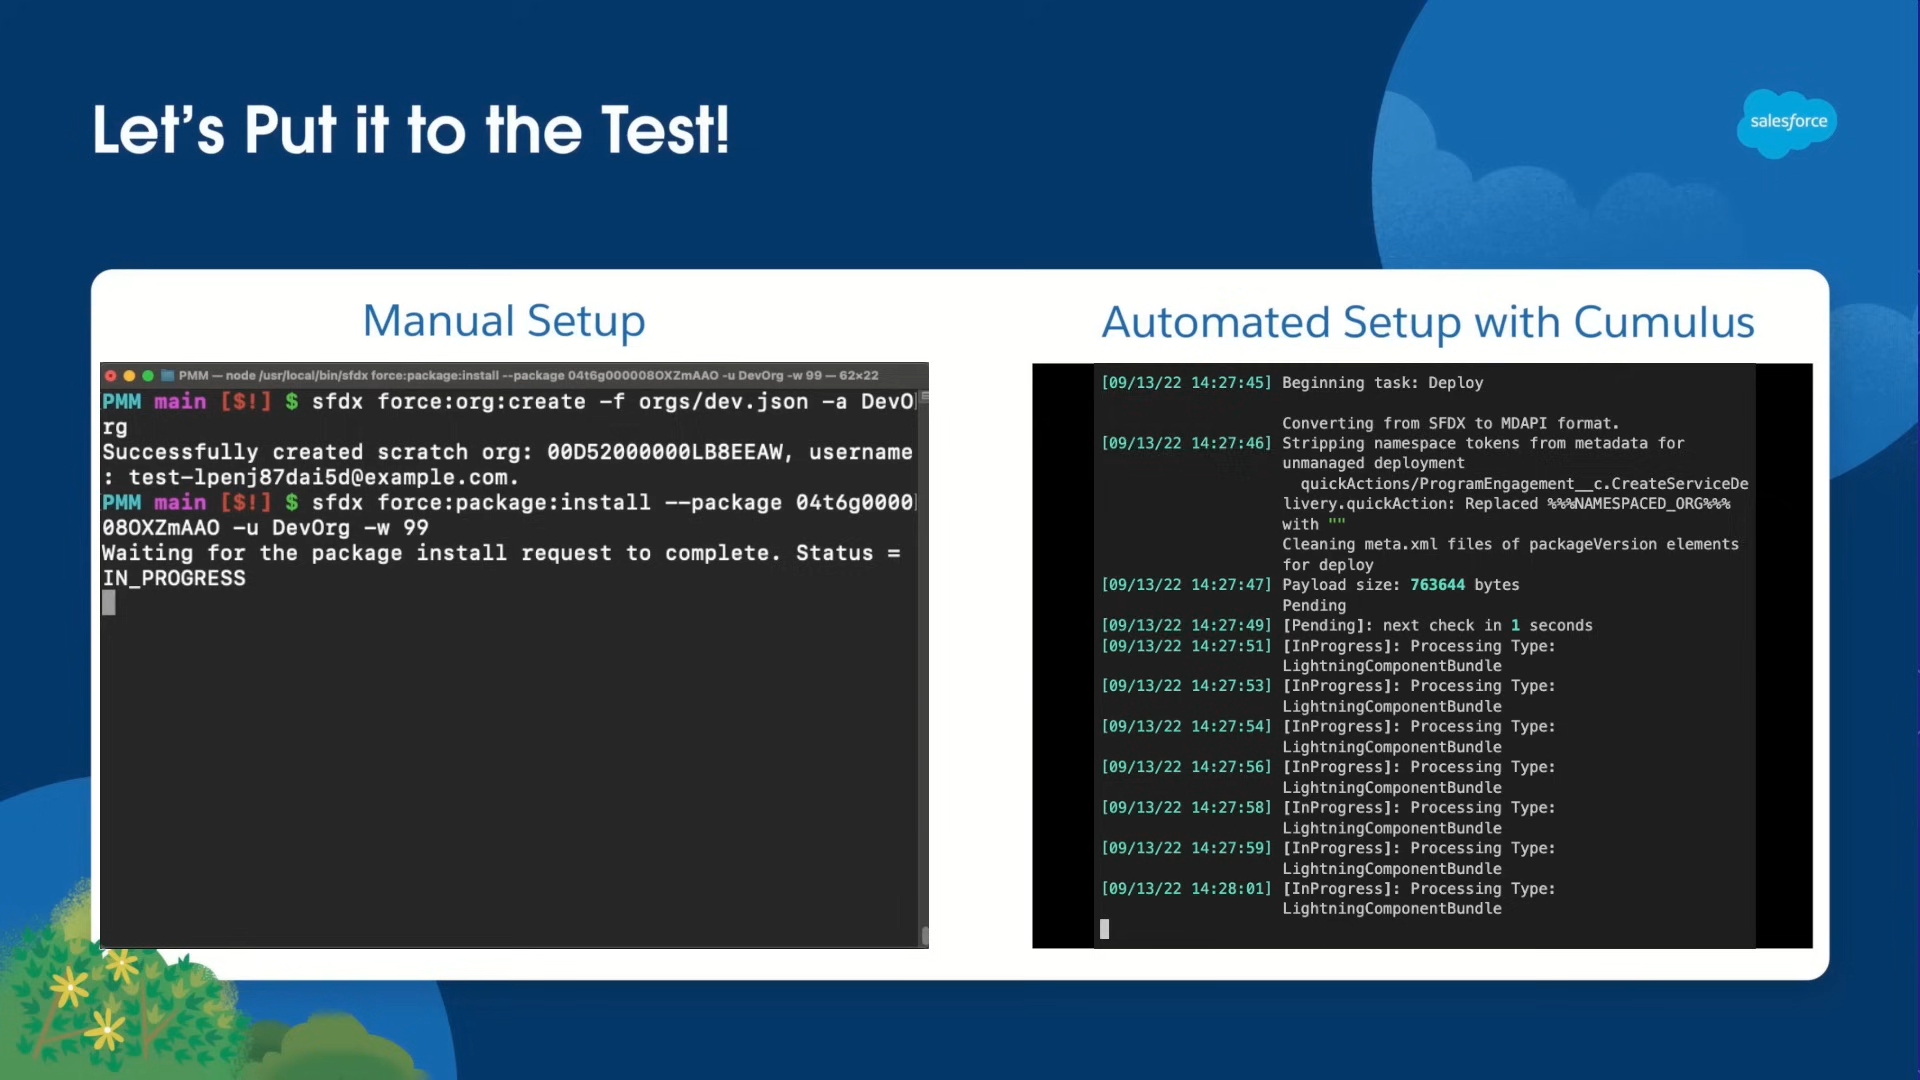 Let's Put it to the Test!
salesforce
Manual Setup
PMM — node /usr/local/bin/sfdx force:package:install --package 04t6g000008OXZmAAO -u DevOrg -w 99 — 62×22
PMM main [$!] $ sfdx force:org:create -f orgs/dev.json -a DevO
rg
Successfully created scratch org: 00D52000000LB8EEAW, username
: test-lpenj87dai5d@example.com.
PMM main [$!] $ sfdx force:package:install --package 04t6g0000
08OXZmAAO -u DevOrg -w 99
Waiting for the package install request to complete. Status =
IN_PROGRESS
Automated Setup with Cumulus
[09/13/22 14:27:45] Beginning task: Deploy
Converting from SFDX to MDAPI format.
[09/13/22 14:27:46] Stripping namespace tokens from metadata for
unmanaged deployment
quickActions/ProgramEngagement__c.CreateServiceDe
livery.quickAction: Replaced %%%NAMESPACED_ORG%%%
with ""
Cleaning meta.xml files of packageVersion elements
for deploy
[09/13/22 14:27:47] Payload size: 763644 bytes
Pending
[09/13/22 14:27:49] [Pending]: next check in 1 seconds
[09/13/22 14:27:51] [InProgress]: Processing Type:
LightningComponentBundle
[09/13/22 14:27:53] [InProgress]: Processing Type:
LightningComponentBundle
[09/13/22 14:27:54] [InProgress]: Processing Type:
LightningComponentBundle
[09/13/22 14:27:56] [InProgress]: Processing Type:
LightningComponentBundle
[09/13/22 14:27:58] [InProgress]: Processing Type:
LightningComponentBundle
[09/13/22 14:27:59] [InProgress]: Processing Type:
LightningComponentBundle
[09/13/22 14:28:01] [InProgress]: Processing Type:
LightningComponentBundle